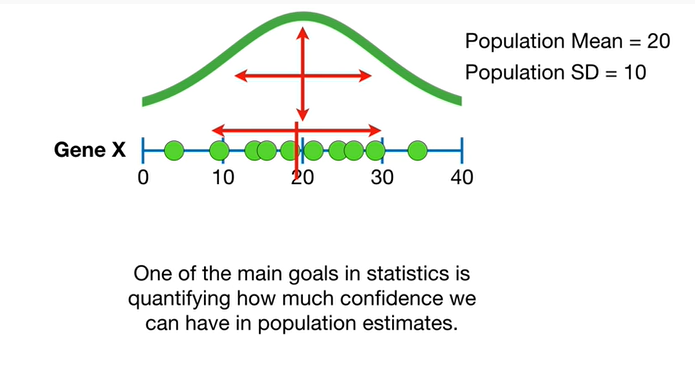 Population Mean = 20
Population SD = 10
Gene X
0 10 20 30 40
One of the main goals in statistics is
quantifying how much confidence we
can have in population estimates.